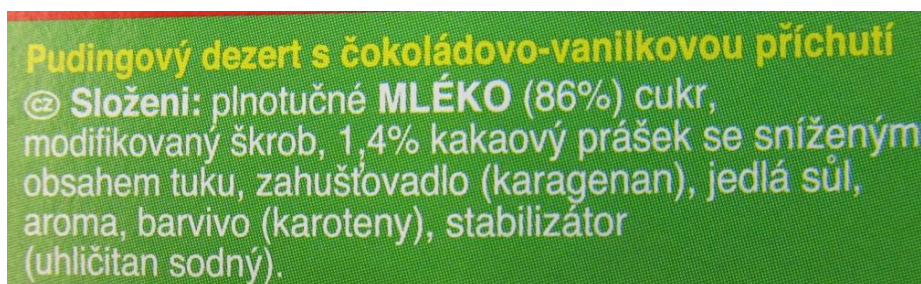 Pudingový dezert s čokoládovo-vanilkovou příchutí
CZ Složeni: plnotučné MLÉKO (86%) cukr,
modifikovaný škrob, 1,4% kakaový prášek se sníženým
obsahem tuku, zahušťovadlo (karagenan), jedlá sůl,
aroma, barvivo (karoteny), stabilizátor
(uhličitan sodný).